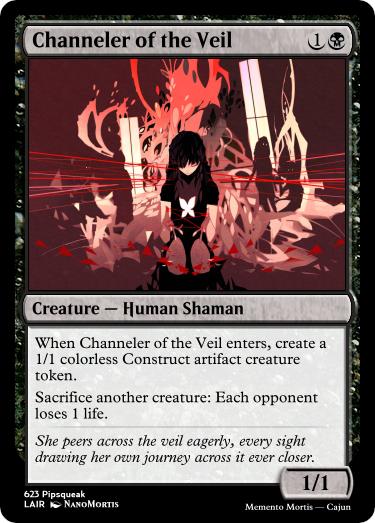 Channeler of the Veil 1
Creature — Human Shaman
When Channeler of the Veil enters, create a
1/1 colorless Construct artifact creature
token.
Sacrifice another creature: Each opponent
loses 1 life.
She peers across the veil eagerly, every sight
drawing her own journey across it ever closer.
1/1
623 Pipsqueak
LAIR NanoMortis
Memento Mortis — Cajun